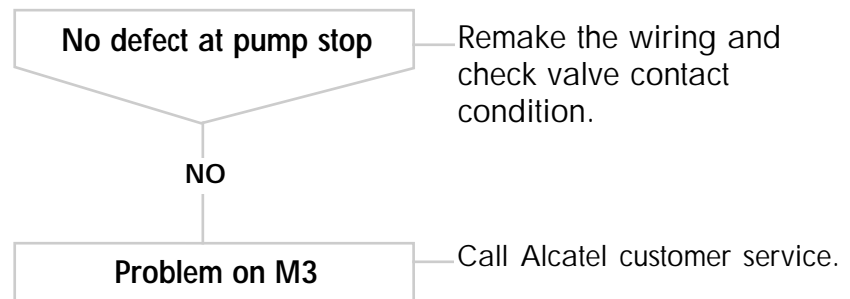 No defect at pump stop
Remake the wiring and
check valve contact
condition.
NO
Problem on M3
Call Alcatel customer service.